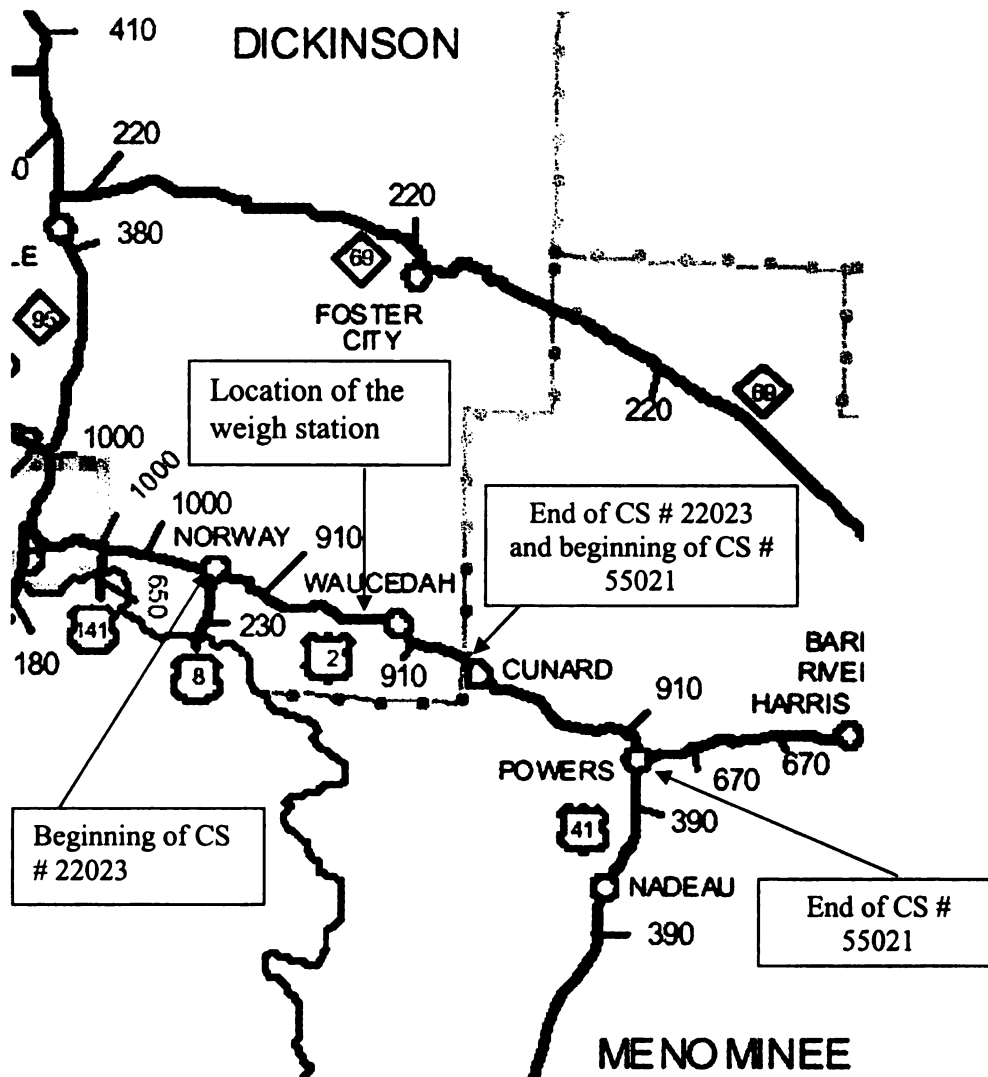 410
DICKINSON
220
220
380
LE
69
95
FOSTER
CITY
Location of the
weigh station
220
69
1000
1000
1000
NORWAY
910
WAUCEDAH
End of CS # 22023
and beginning of CS #
55021
650
141
230
180
8
2
910
CUNARD
BARI
RIVEI
HARRIS
910
POWERS
670
670
Beginning of CS
# 22023
41
390
NADEAU
End of CS #
55021
390
MENOMINEE